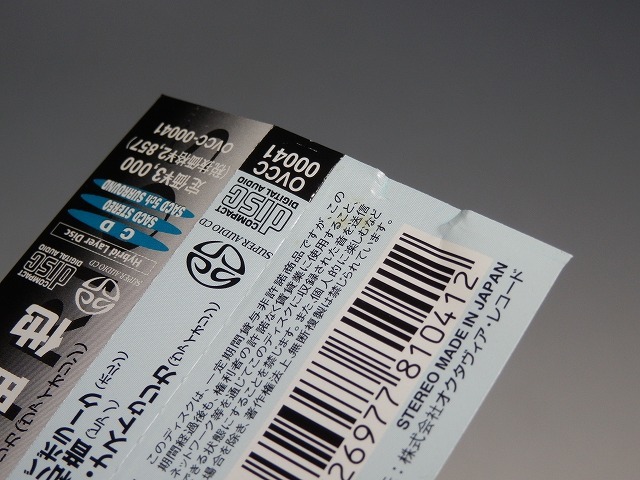 OVCC-00041
定価¥3,000
(税抜価格¥2,857)
SACD STEREO
SACD 5ch SURROUND
CD
Hybrid Layer Disc
COMPACT
disc
DIGITAL AUDIO
SUPER AUDIO CD
OVCC
00041
COMPACT
disc
DIGITAL AUDIO
SUPER AUDIO CD
このディスクは、一定期間貸与非許諾商品ですが、この
期間経過後も、権利者の許諾なく賃貸業に使用すること、
ネットワーク等を通じてこのディスクに収録された音を送信
できる状態にすることを禁じます。また、個人的に楽しむなど
場合を除き、著作権法上、無断複製は禁じられています。
26977 810412
STEREO MADE IN JAPAN
:株式会社オクタヴィア・レコード